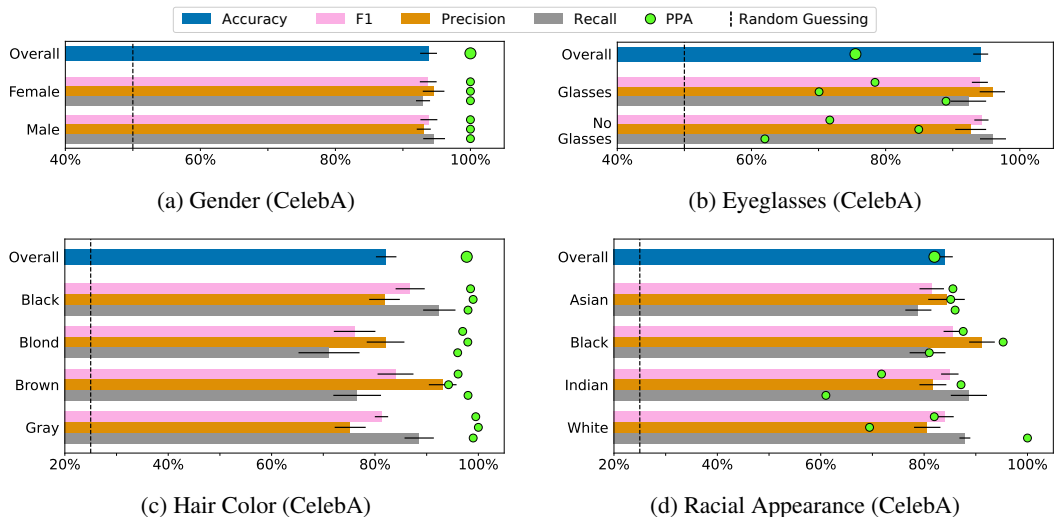 Accuracy F1 Precision Recall PPA Random Guessing
Overall
Female
Male
40% 60% 80% 100%
(a) Gender (CelebA)
Overall
Glasses
No
Glasses
40% 60% 80% 100%
(b) Eyeglasses (CelebA)
Overall
Black
Blond
Brown
Gray
20% 40% 60% 80% 100%
(c) Hair Color (CelebA)
Overall
Asian
Black
Indian
White
20% 40% 60% 80% 100%
(d) Racial Appearance (CelebA)